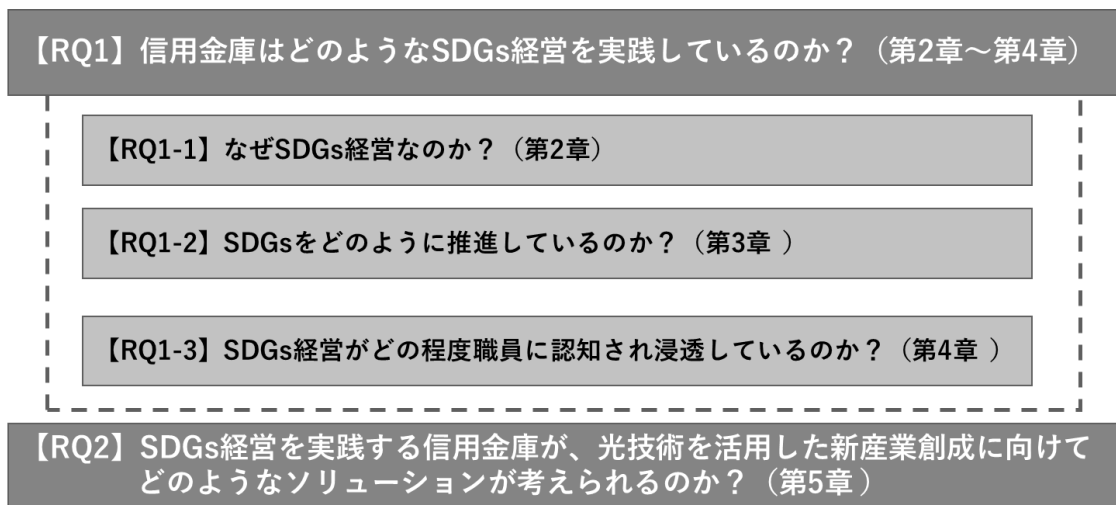 【RQ1】信用金庫はどのようなSDGs経営を実践しているのか？（第2章～第4章）
【RQ1-1】なぜSDGs経営なのか？（第2章）
【RQ1-2】SDGsをどのように推進しているのか？（第3章 ）
【RQ1-3】SDGs経営がどの程度職員に認知され浸透しているのか？（第4章 ）
【RQ2】SDGs経営を実践する信用金庫が、光技術を活用した新産業創成に向けて
どのようなソリューションが考えられるのか？（第5章 ）